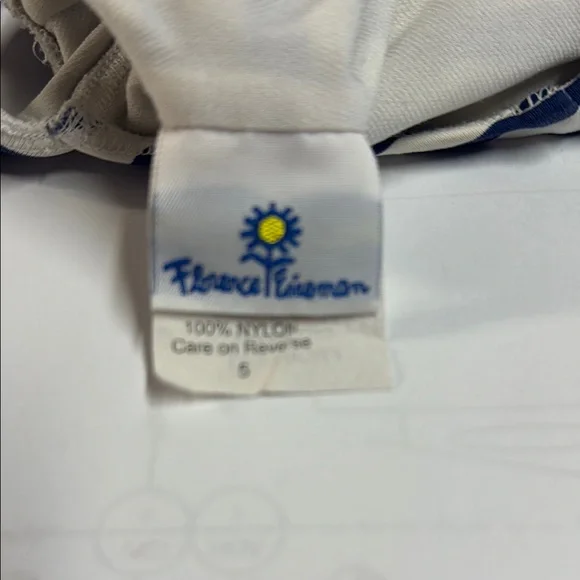 Florence Eiseman
100% NYLON
Care on Reverse
5